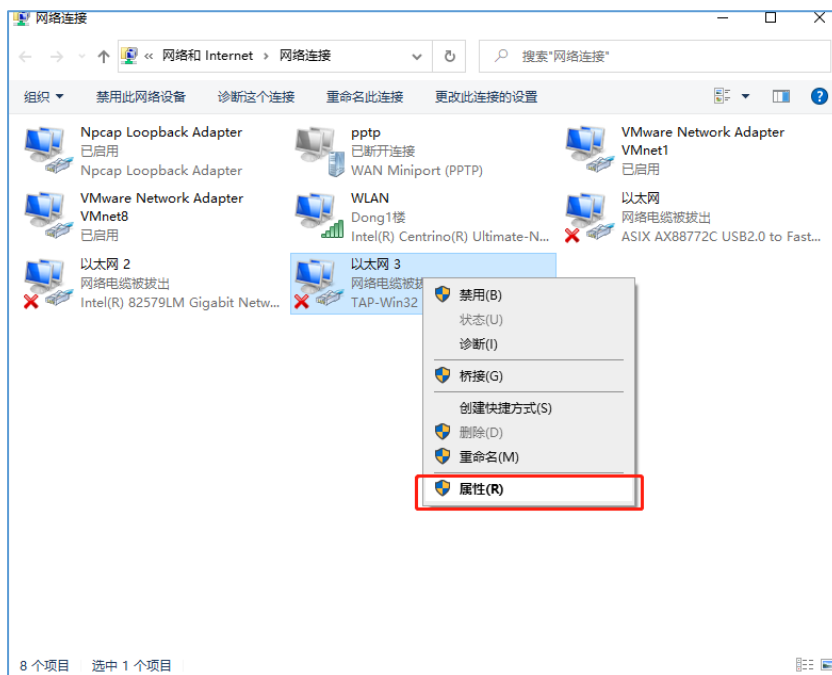 网络连接
« 网络和 Internet › 网络连接
搜索"网络连接"
组织 禁用此网络设备 诊断这个连接 重命名此连接 更改此连接的设置
Npcap Loopback Adapter
已启用
Npcap Loopback Adapter
pptp
已断开连接
WAN Miniport (PPTP)
VMware Network Adapter
VMnet1
已启用
VMware Network Adapter
VMnet8
已启用
WLAN
Dong1楼
Intel(R) Centrino(R) Ultimate-N...
以太网
网络电缆被拔出
ASIX AX88772C USB2.0 to Fast...
以太网 2
网络电缆被拔出
Intel(R) 82579LM Gigabit Netw...
以太网 3
网络电缆被
TAP-Win32
禁用(B)
状态(U)
诊断(I)
桥接(G)
创建快捷方式(S)
删除(D)
重命名(M)
属性(R)
8 个项目 选中 1 个项目